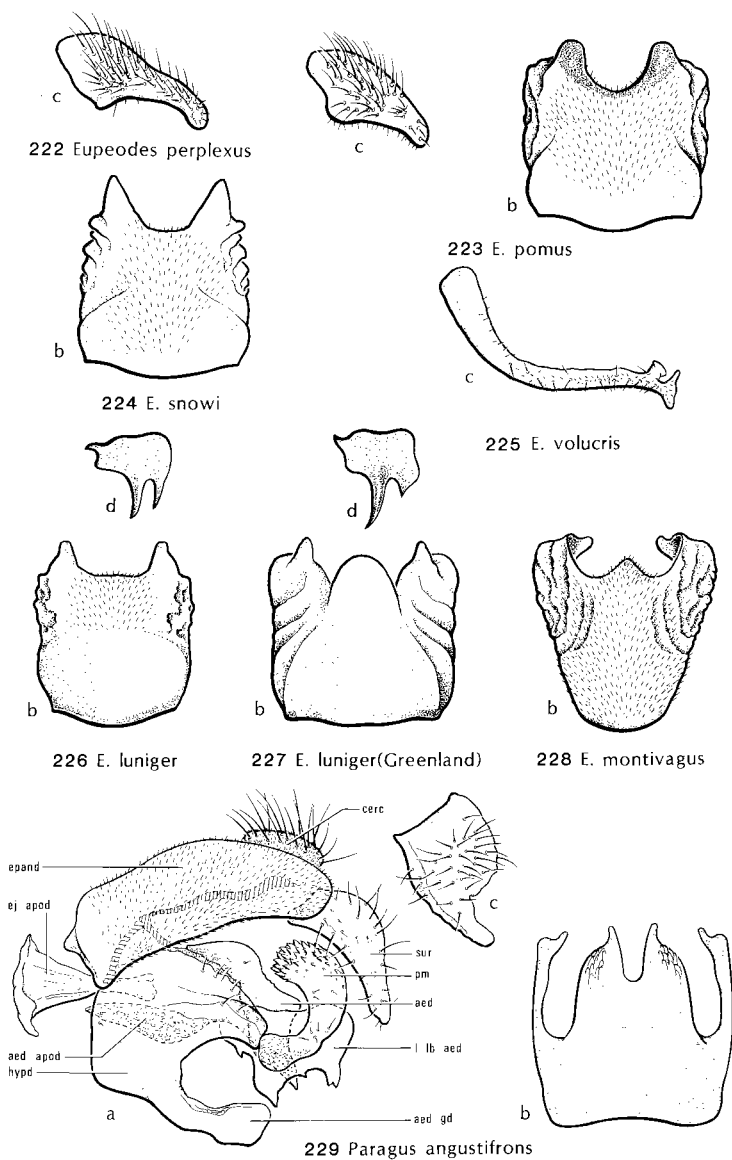 c
222 Eupeodes perplexus
c
b
223 E. pomus
b
224 E. snowi
c
225 E. volucris
d
d
b
226 E. luniger
b
227 E. luniger(Greenland)
b
228 E. montivagus
cerc
epand
ej apod
c
sur
pm
aed
aed apod
l lb aed
hypd
a
aed gd
b
229 Paragus angustifrons